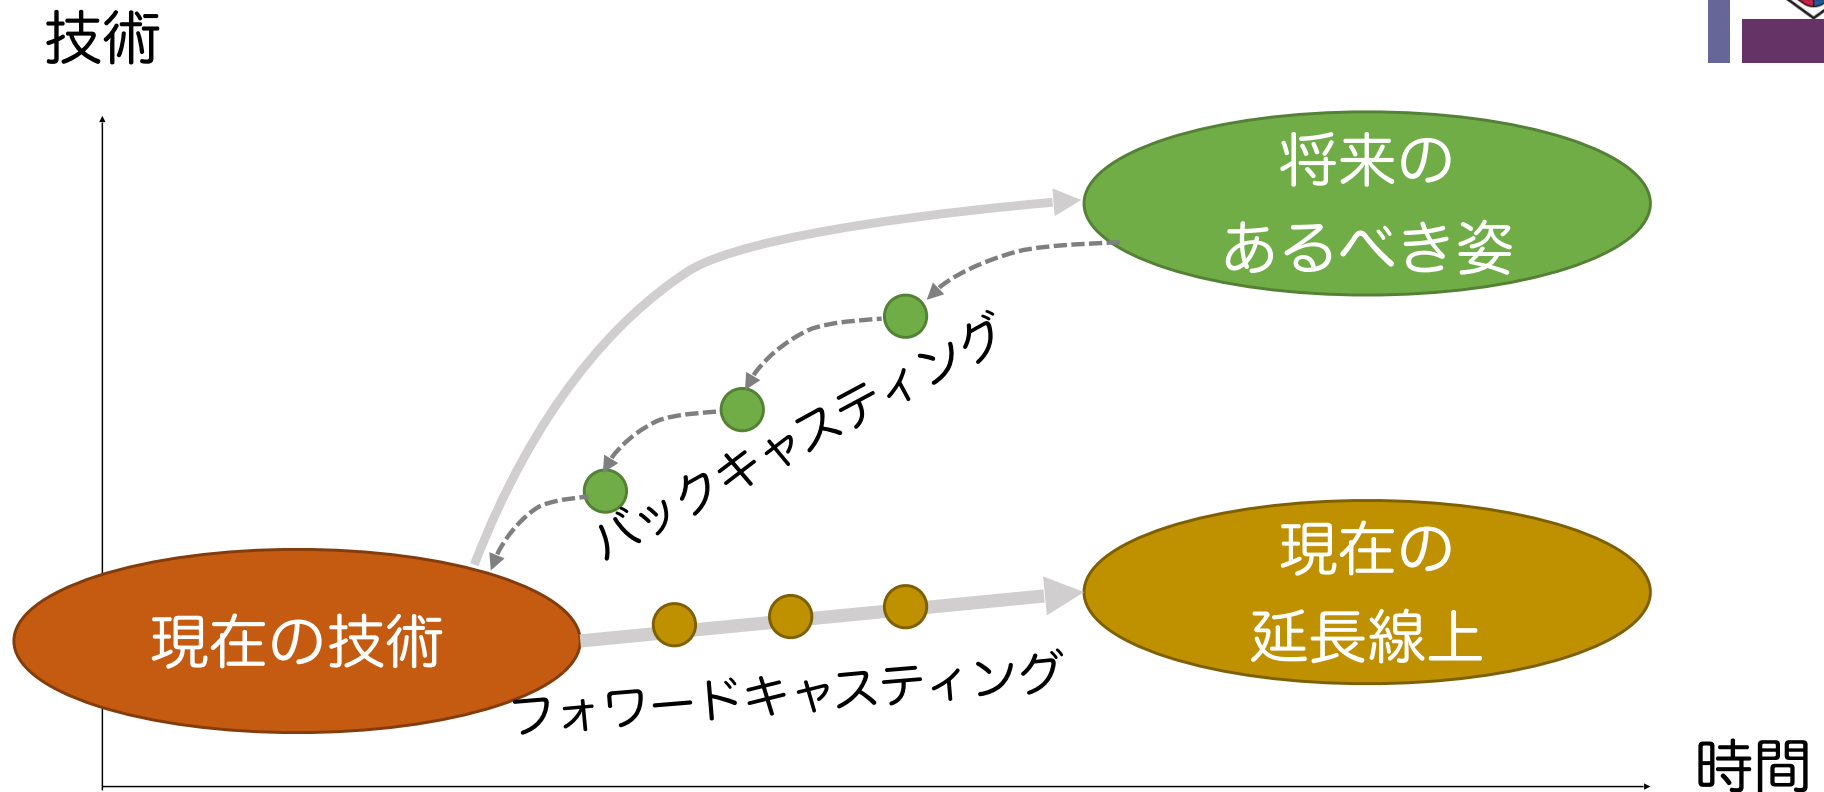 技術
将来の
あるべき姿
バックキャスティング
現在の
延長線上
現在の技術
フォワードキャスティング
時間